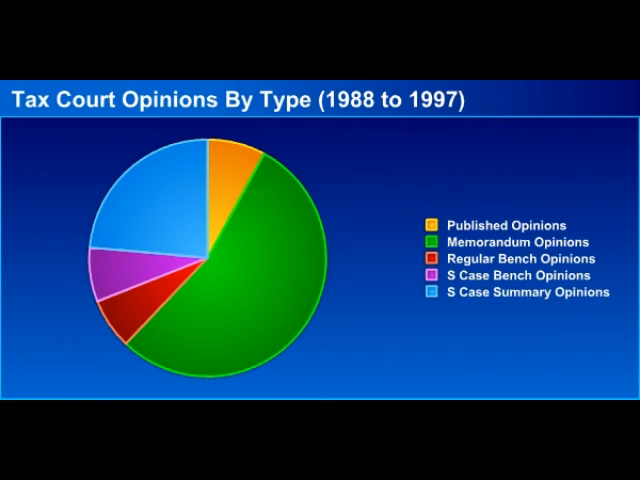 Tax Court Opinions By Type (1988 to 1997)
Published Opinions
Memorandum Opinions
Regular Bench Opinions
S Case Bench Opinions
S Case Summary Opinions